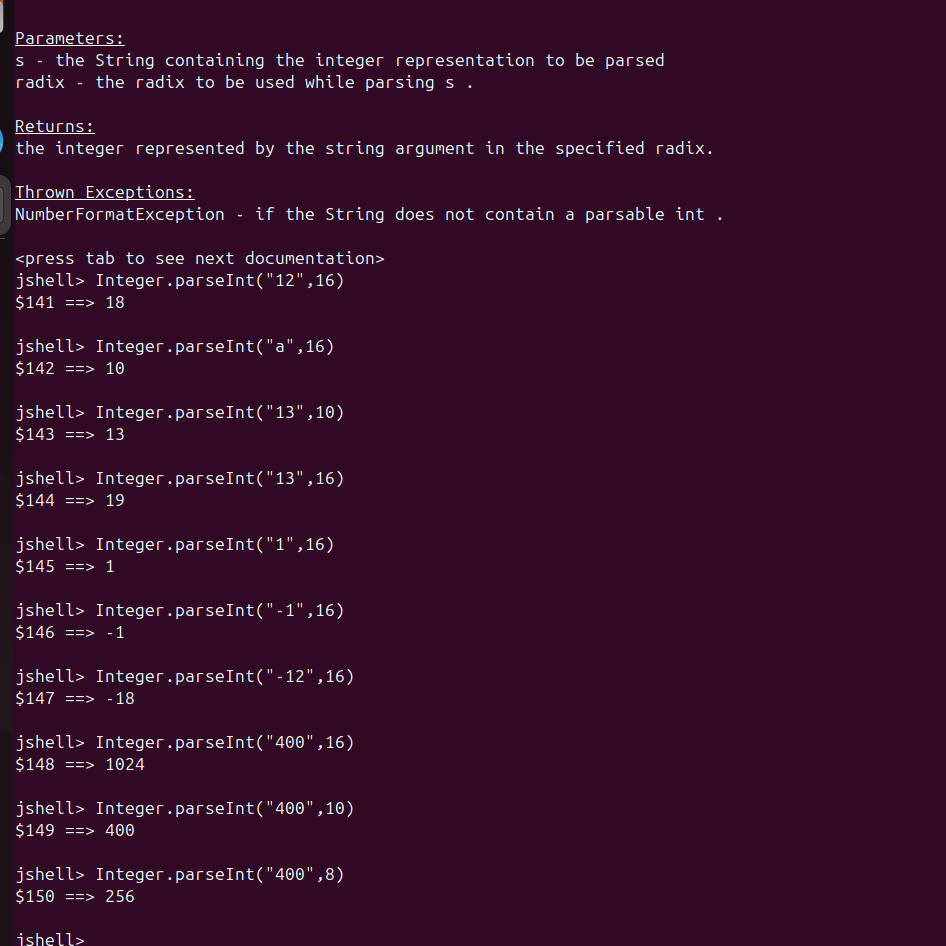 Parameters:
s - the String containing the integer representation to be parsed
radix - the radix to be used while parsing s .
Returns:
the integer represented by the string argument in the specified radix.
Thrown Exceptions:
NumberFormatException - if the String does not contain a parsable int .
<press tab to see next documentation>
jshell> Integer.parseInt("12",16)
$141 ==> 18
jshell> Integer.parseInt("a",16)
$142 ==> 10
jshell> Integer.parseInt("13",10)
$143 ==> 13
jshell> Integer.parseInt("13",16)
$144 ==> 19
jshell> Integer.parseInt("1",16)
$145 ==> 1
jshell> Integer.parseInt("-1",16)
$146 ==> -1
jshell> Integer.parseInt("-12",16)
$147 ==> -18
jshell> Integer.parseInt("400",16)
$148 ==> 1024
jshell> Integer.parseInt("400",10)
$149 ==> 400
jshell> Integer.parseInt("400",8)
$150 ==> 256
jshell>